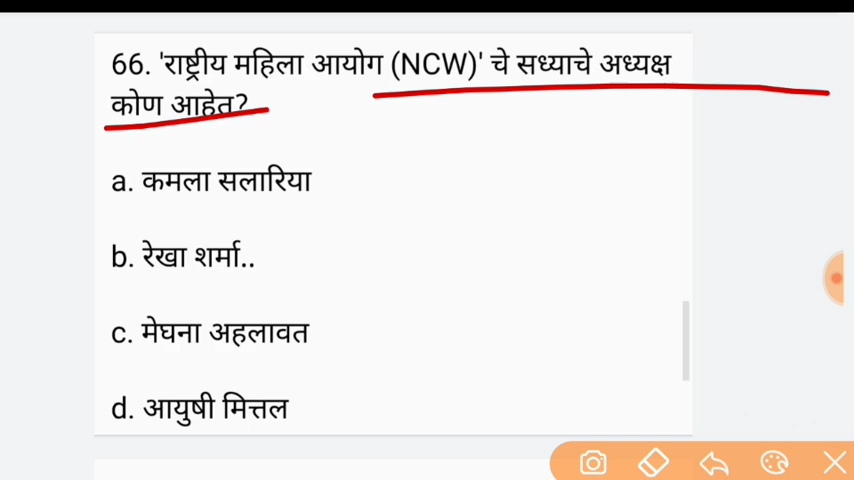 66. 'राष्ट्रीय महिला आयोग (NCW)' चे सध्याचे अध्यक्ष
कोण आहेत?
a. कमला सलारिया
b. रेखा शर्मा..
c. मेघना अहलावत
d. आयुषी मित्तल